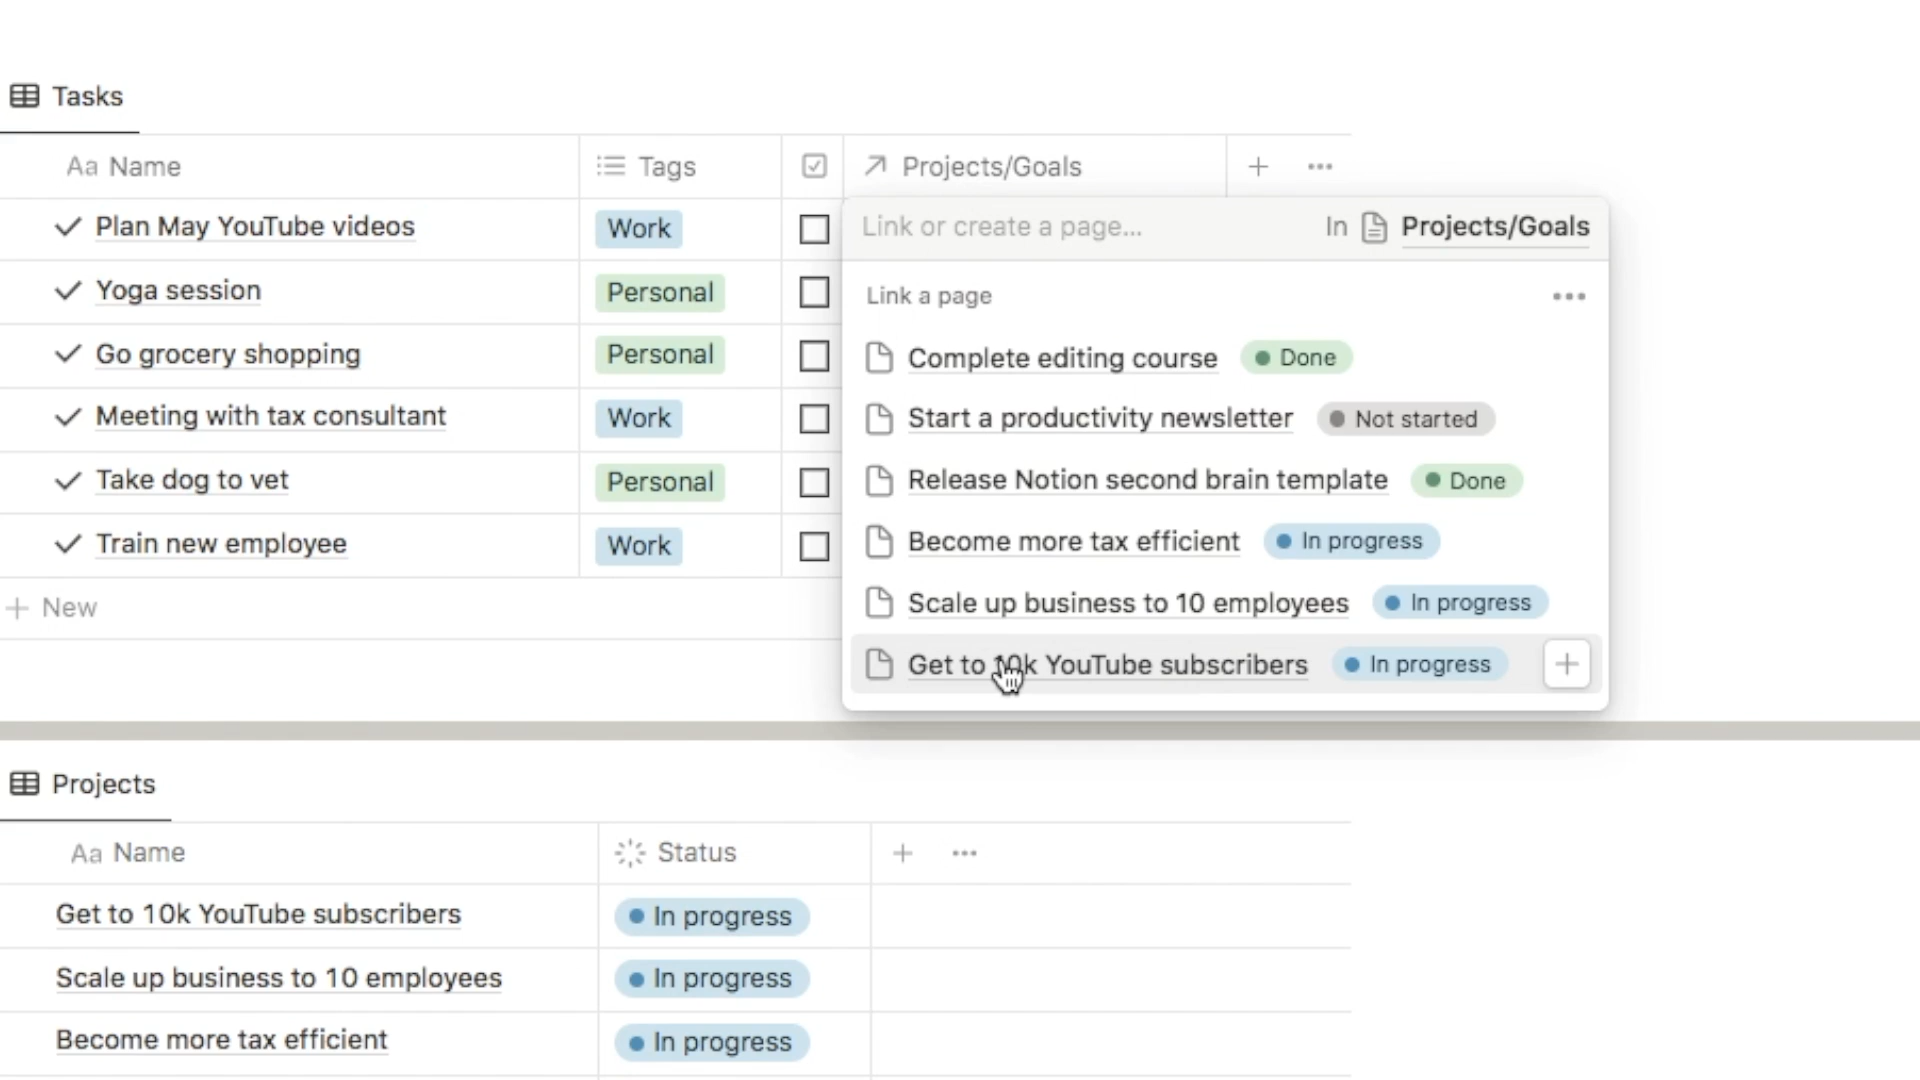 Tasks
Aa Name Tags Projects/Goals
Plan May YouTube videos Work Link or create a page... In Projects/Goals
Yoga session Personal Link a page
Go grocery shopping Personal Complete editing course Done
Meeting with tax consultant Work Start a productivity newsletter Not started
Take dog to vet Personal Release Notion second brain template Done
Train new employee Work Become more tax efficient In progress
New Scale up business to 10 employees In progress
Get to 10k YouTube subscribers In progress
Projects
Aa Name Status
Get to 10k YouTube subscribers In progress
Scale up business to 10 employees In progress
Become more tax efficient In progress